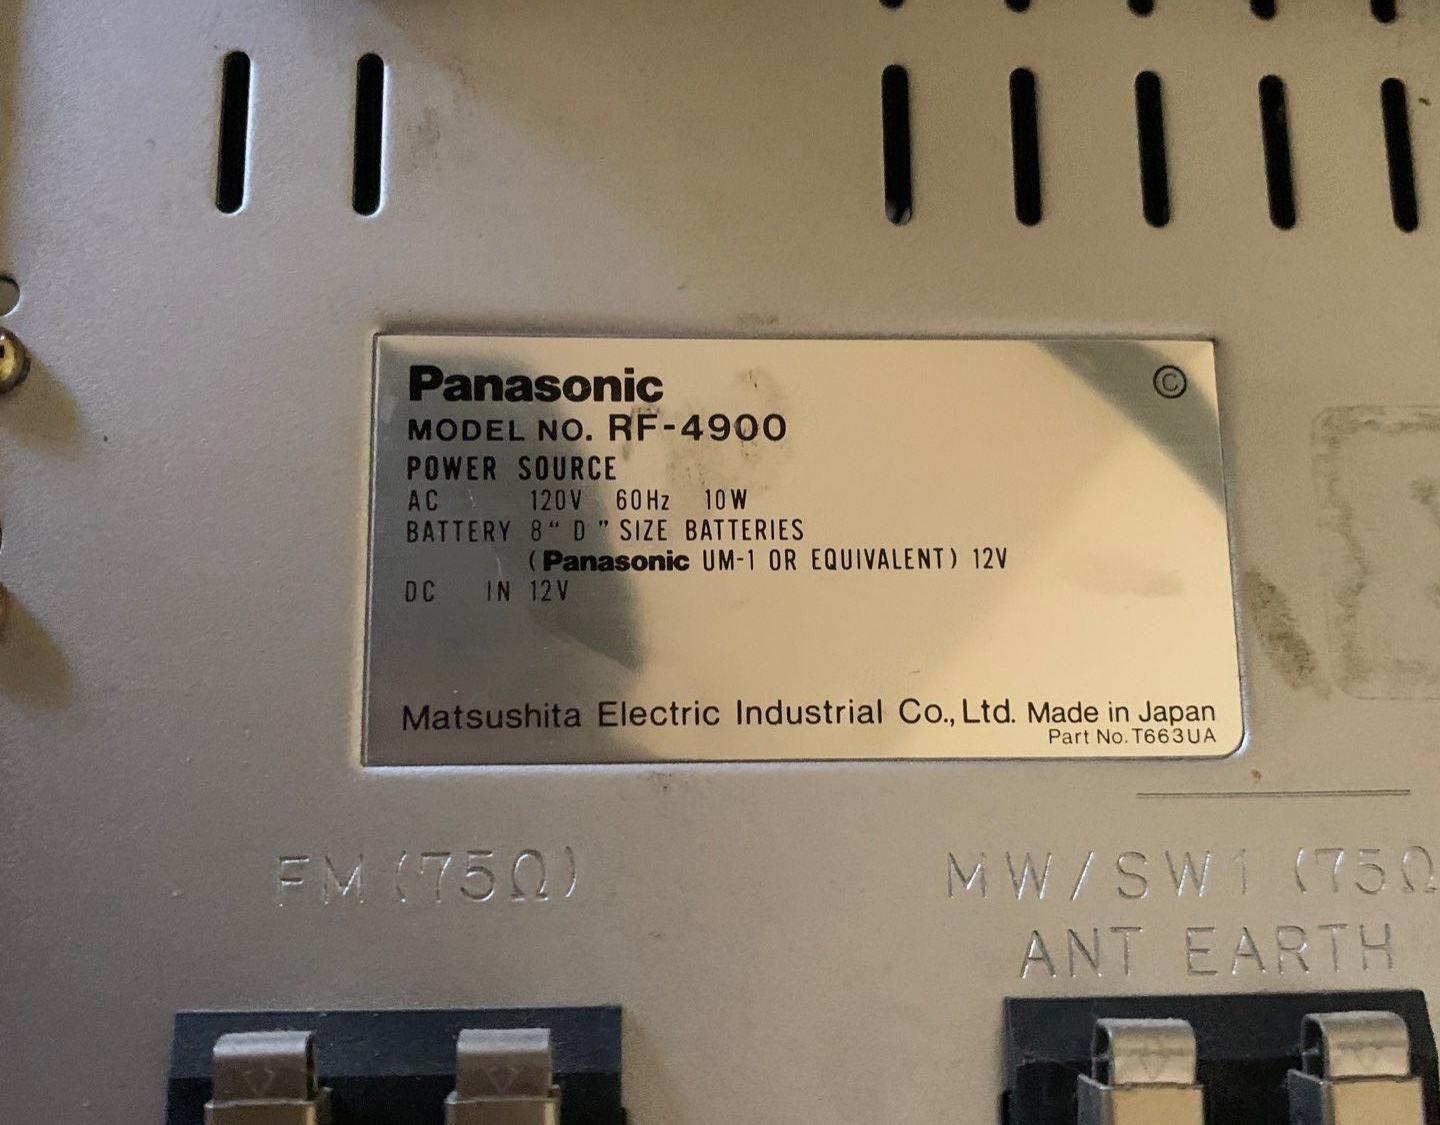 Panasonic ©
MODEL NO. RF-4900
POWER SOURCE
AC 120V 60Hz 10W
BATTERY 8 “ D ” SIZE BATTERIES
(Panasonic UM-1 OR EQUIVALENT) 12V
DC IN 12V
Matsushita Electric Industrial Co., Ltd. Made in Japan
Part No. T663UA
FM (75Ω)
MW/SW1 (75Ω
ANT EARTH